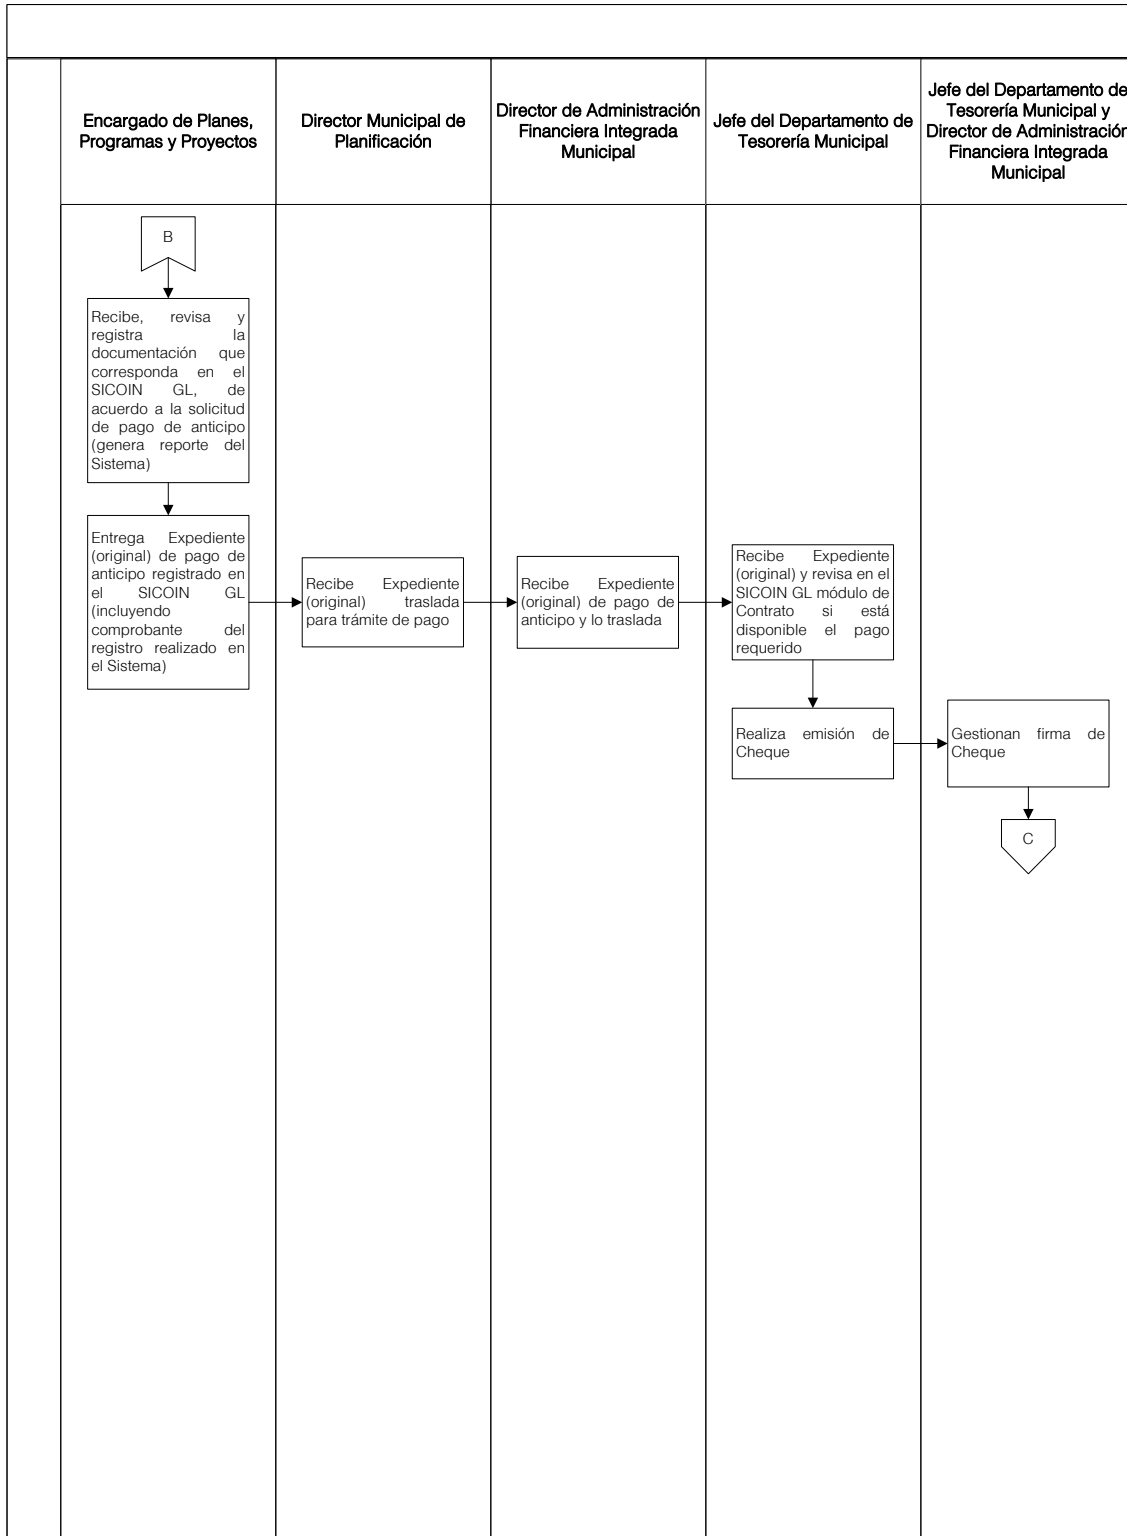 Encargado de Planes,
Programas y Proyectos
Director Municipal de
Planificación
Director de Administración
Financiera Integrada
Municipal
Jefe del Departamento de
Tesorería Municipal
Jefe del Departamento de
Tesorería Municipal y
Director de Administración
Financiera Integrada
Municipal
B
Recibe, revisa y
registra la
documentación que
corresponda en el
SICOIN GL, de
acuerdo a la solicitud
de pago de anticipo
(genera reporte del
Sistema)
Entrega Expediente
(original) de pago de
anticipo registrado en
el SICOIN GL
(incluyendo
comprobante del
registro realizado en
el Sistema)
Recibe Expediente
(original) traslada
para trámite de pago
Recibe Expediente
(original) de pago de
anticipo y lo traslada
Recibe Expediente
(original) y revisa en el
SICOIN GL módulo de
Contrato si está
disponible el pago
requerido
Realiza emisión de
Cheque
Gestionan firma de
Cheque
C